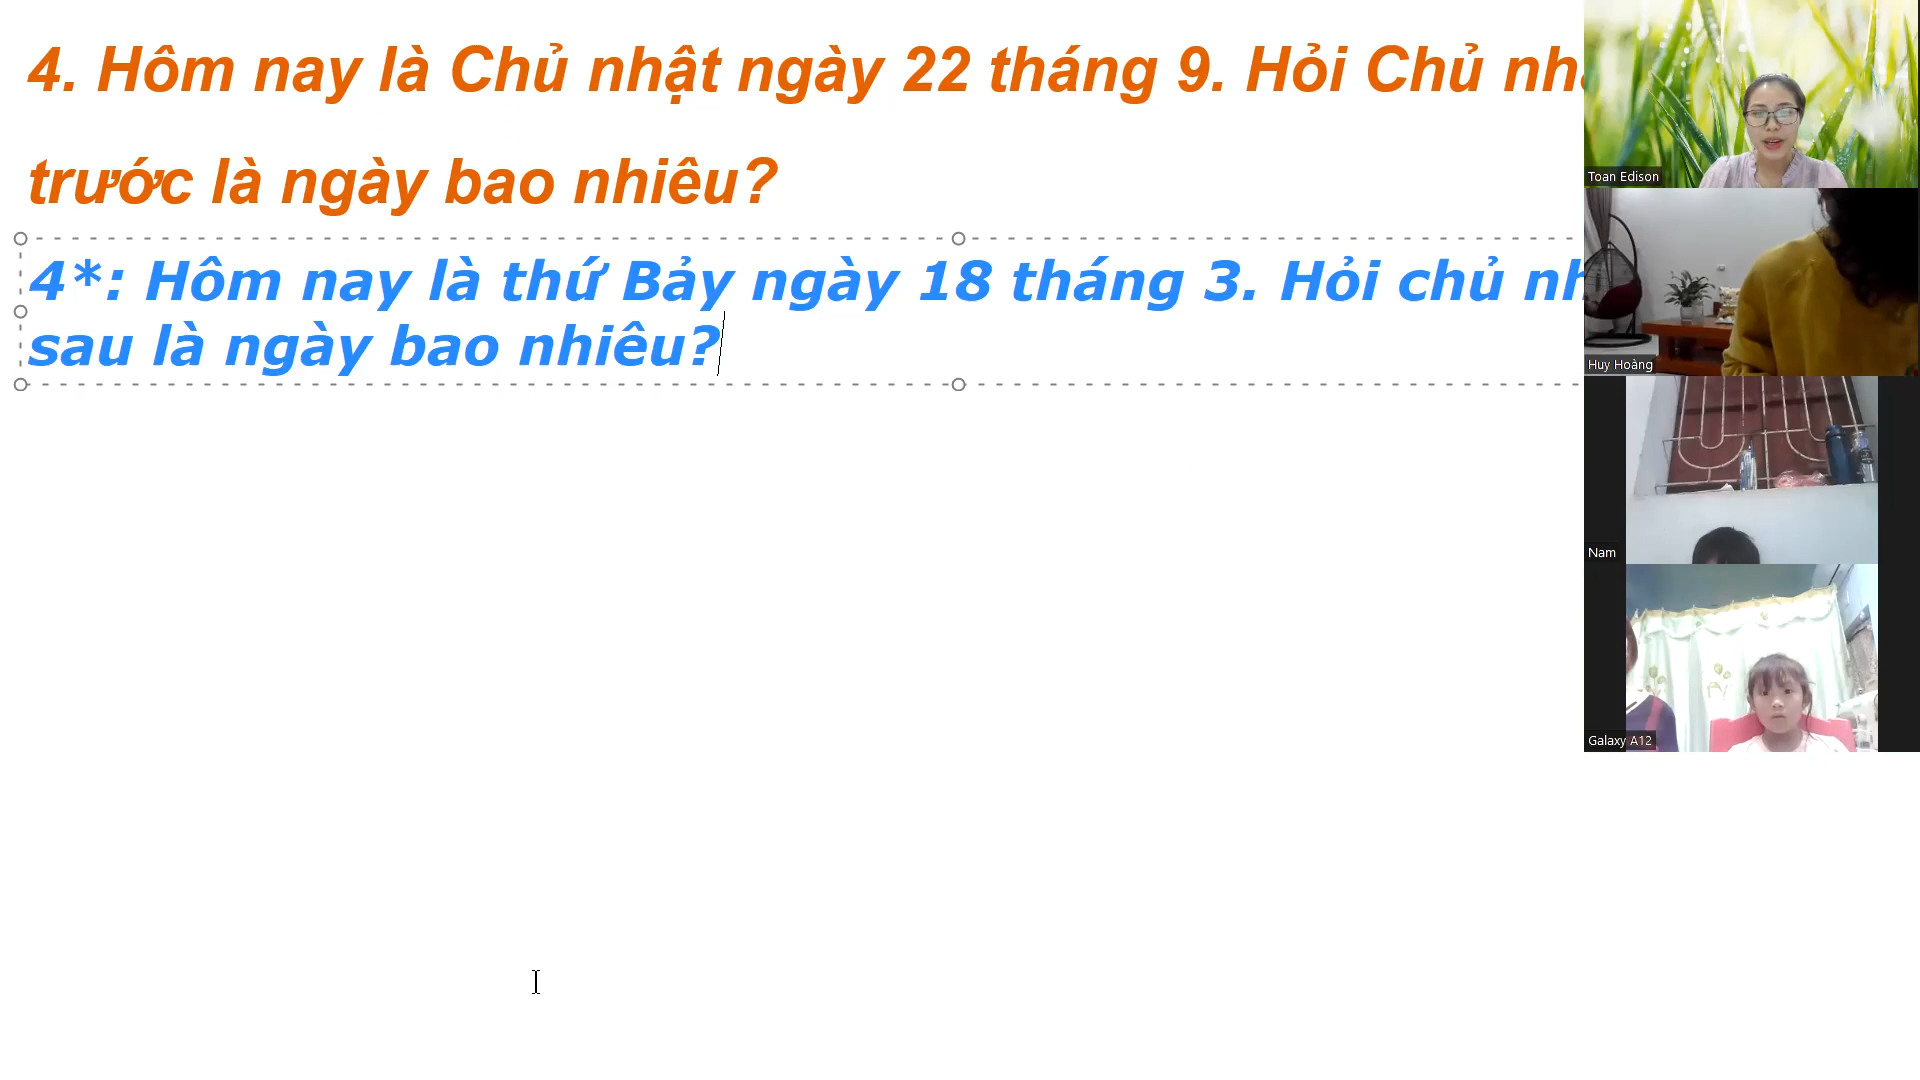 4. Hôm nay là Chủ nhật ngày 22 tháng 9. Hỏi Chủ
trước là ngày bao nhiêu?
4*: Hôm nay là thứ Bảy ngày 18 tháng 3. Hỏi chủ
sau là ngày bao nhiêu?
Toan Edison
Huy Hoàng
Nam
Galaxy A12